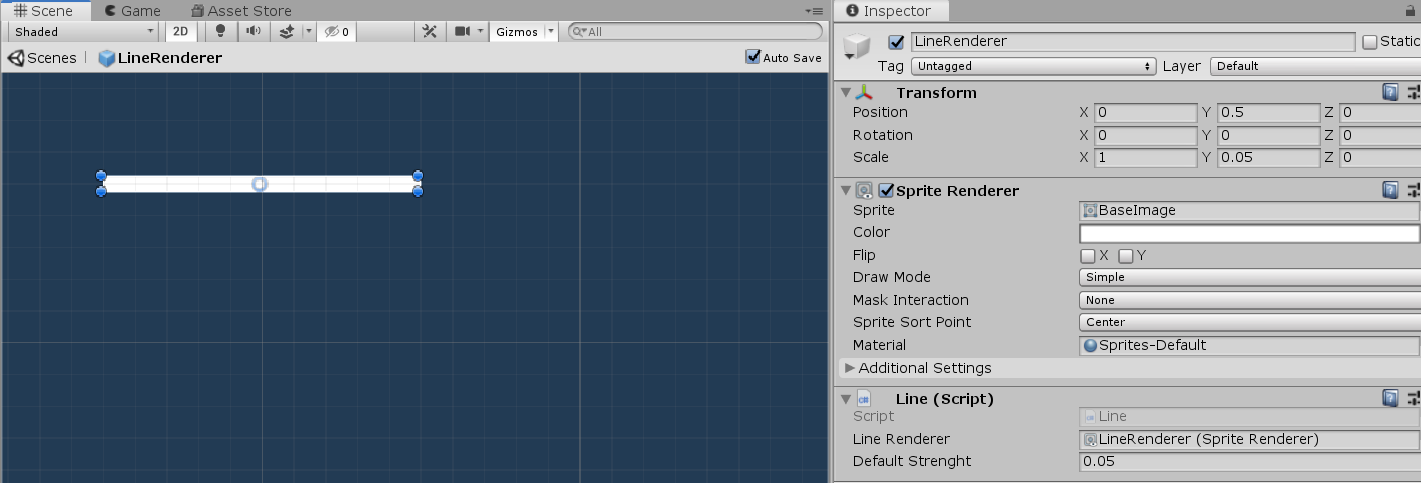 Scene Game Asset Store
Shaded 2D 0 Gizmos All
Scenes LineRenderer Auto Save
Inspector
LineRenderer Static
Tag Untagged Layer Default
Transform
Position X 0 Y 0.5 Z 0
Rotation X 0 Y 0 Z 0
Scale X 1 Y 0.05 Z 0
Sprite Renderer
Sprite BaseImage
Color
Flip X Y
Draw Mode Simple
Mask Interaction None
Sprite Sort Point Center
Material Sprites-Default
Additional Settings
Line (Script)
Script Line
Line Renderer LineRenderer (Sprite Renderer)
Default Strenght 0.05